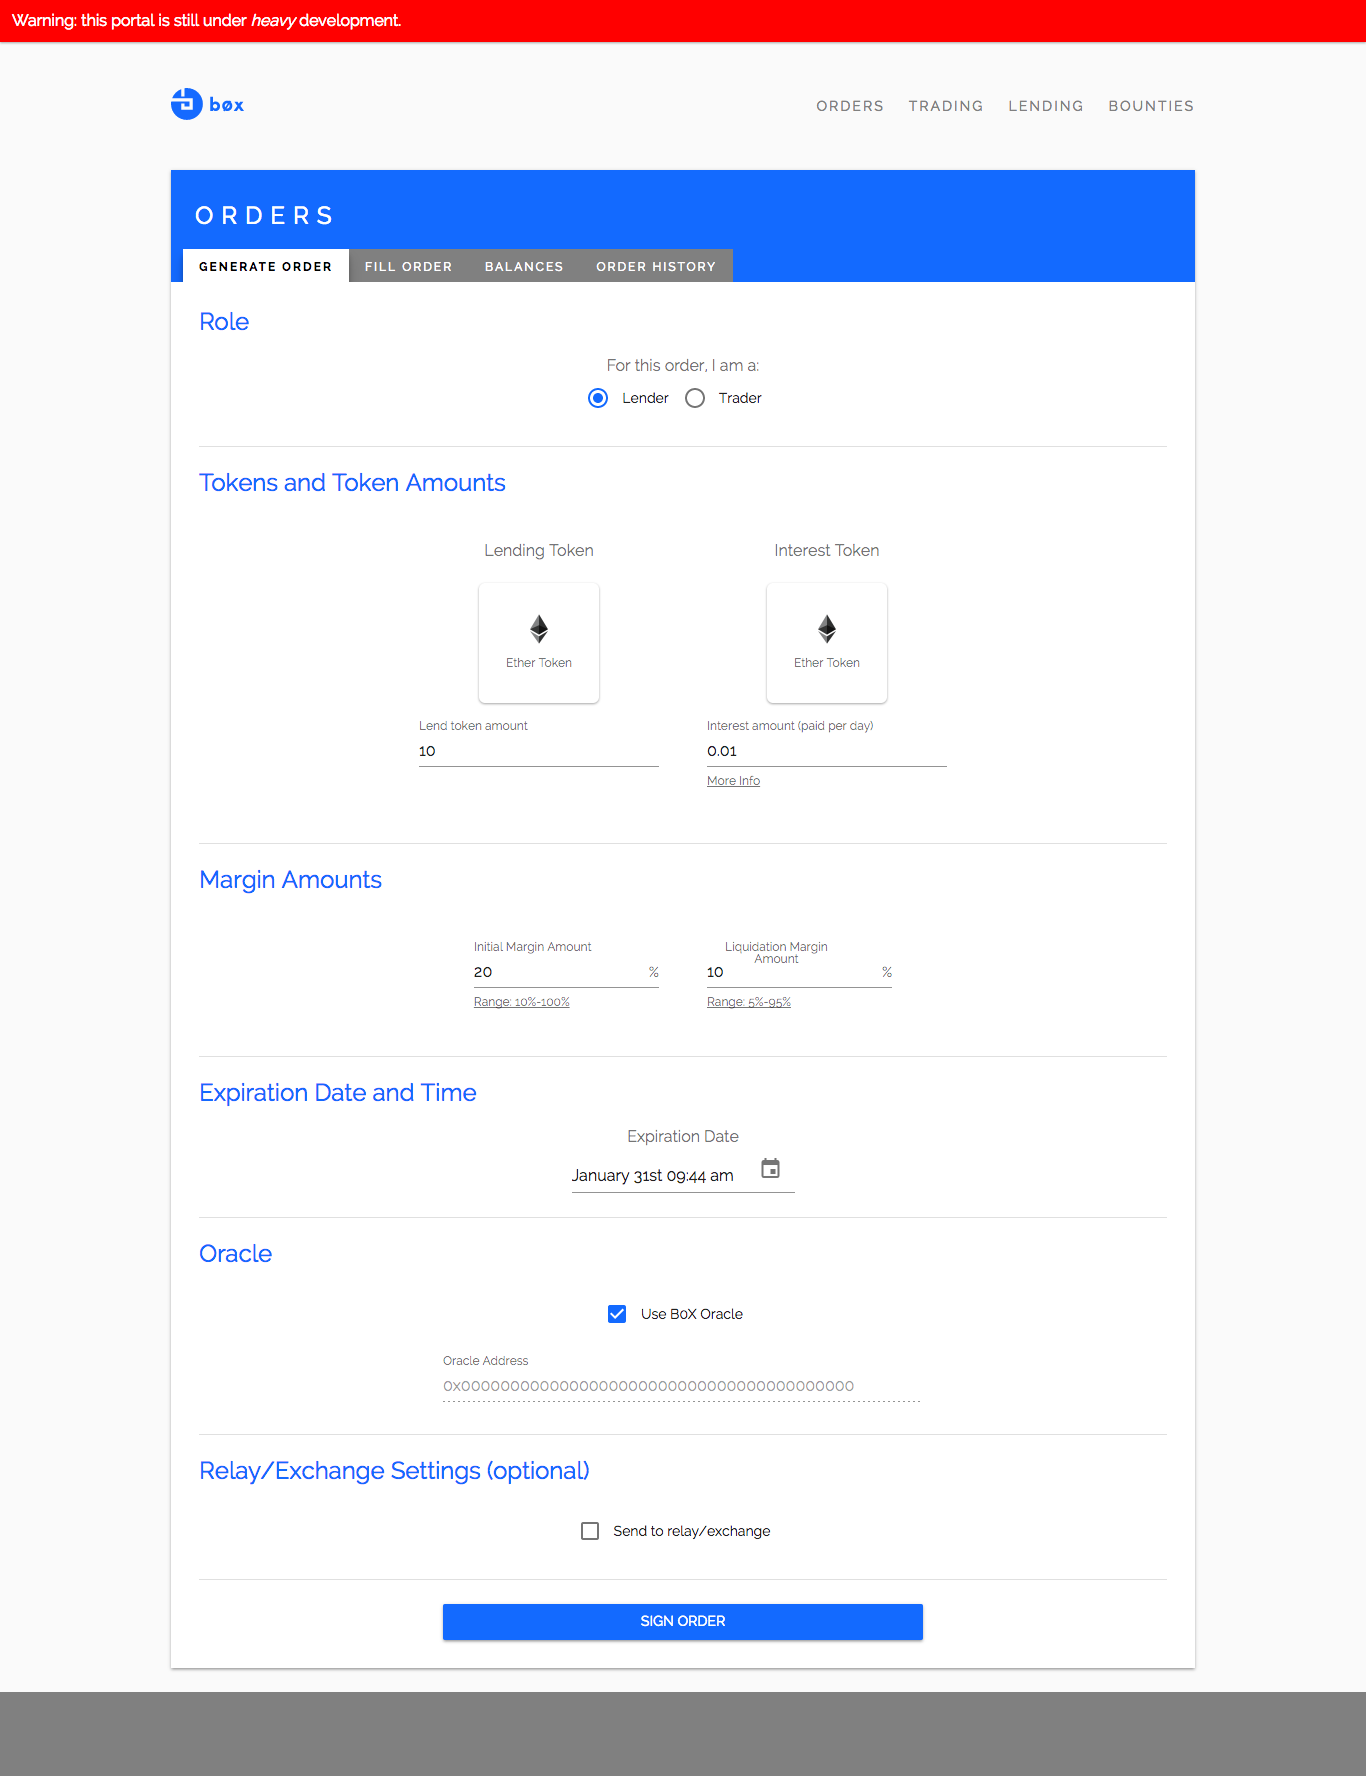 Warning: this portal is still under heavy development.
bøx
ORDERS TRADING LENDING BOUNTIES
ORDERS
GENERATE ORDER FILL ORDER BALANCES ORDER HISTORY
Role
For this order, I am a:
Lender Trader
Tokens and Token Amounts
Lending Token Interest Token
Ether Token Ether Token
Lend token amount Interest amount (paid per day)
10 0.01
More Info
Margin Amounts
Initial Margin Amount Liquidation Margin
Amount
20 % 10 %
Range: 10%-100% Range: 5%-95%
Expiration Date and Time
Expiration Date
January 31st 09:44 am
Oracle
Use B0X Oracle
Oracle Address
0x0000000000000000000000000000000000000000
Relay/Exchange Settings (optional)
Send to relay/exchange
SIGN ORDER